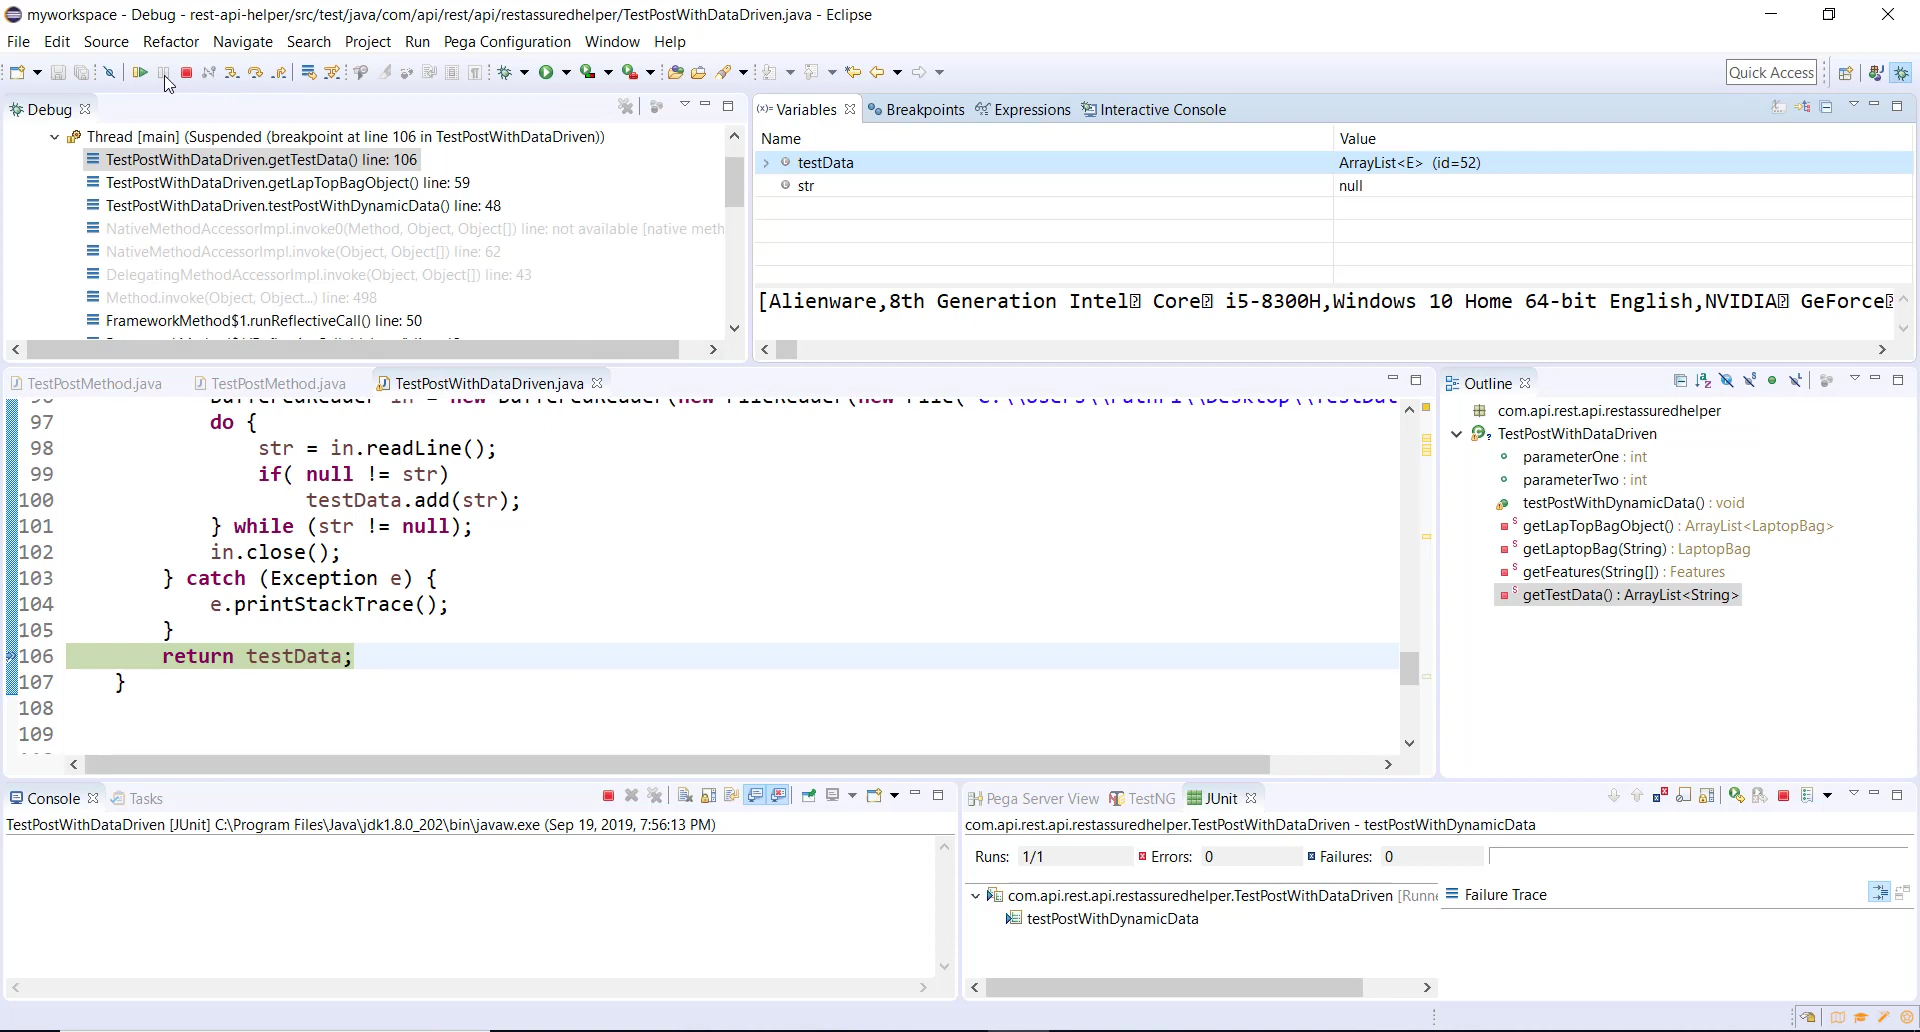 myworkspace - Debug - rest-api-helper/src/test/java/com/api/rest/api/restassuredhelper/TestPostWithDataDriven.java - Eclipse
File Edit Source Refactor Navigate Search Project Run Pega Configuration Window Help
Quick Access
Debug
Thread [main] (Suspended (breakpoint at line 106 in TestPostWithDataDriven))
TestPostWithDataDriven.getTestData() line: 106
TestPostWithDataDriven.getLapTopBagObject() line: 59
TestPostWithDataDriven.testPostWithDynamicData() line: 48
NativeMethodAccessorImpl.invoke0(Method, Object, Object[]) line: not available [native meth
NativeMethodAccessorImpl.invoke(Object, Object[]) line: 62
DelegatingMethodAccessorImpl.invoke(Object, Object[]) line: 43
Method.invoke(Object, Object...) line: 498
FrameworkMethod$1.runReflectiveCall() line: 50
(x)= Variables Breakpoints Expressions Interactive Console
Name Value
testData ArrayList<E> (id=52)
str null
[Alienware,8th Generation Intel Core i5-8300H,Windows 10 Home 64-bit English,NVIDIA GeForce
TestPostMethod.java TestPostMethod.java TestPostWithDataDriven.java
97 do {
98 str = in.readLine();
99 if( null != str)
100 testData.add(str);
101 } while (str != null);
102 in.close();
103 } catch (Exception e) {
104 e.printStackTrace();
105 }
106 return testData;
107 }
108
109
Outline
com.api.rest.api.restassuredhelper
TestPostWithDataDriven
parameterOne : int
parameterTwo : int
testPostWithDynamicData() : void
getLapTopBagObject() : ArrayList<LaptopBag>
getLaptopBag(String) : LaptopBag
getFeatures(String[]) : Features
getTestData() : ArrayList<String>
Console Tasks
TestPostWithDataDriven [JUnit] C:\Program Files\Java\jdk1.8.0_202\bin\javaw.exe (Sep 19, 2019, 7:56:13 PM)
Pega Server View TestNG JUnit
com.api.rest.api.restassuredhelper.TestPostWithDataDriven - testPostWithDynamicData
Runs: 1/1 Errors: 0 Failures: 0
com.api.rest.api.restassuredhelper.TestPostWithDataDriven [Runne
testPostWithDynamicData
Failure Trace